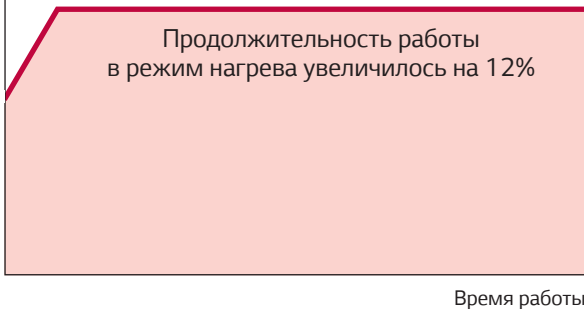 Продолжительность работы
в режим нагрева увеличилось на 12%
Время работы